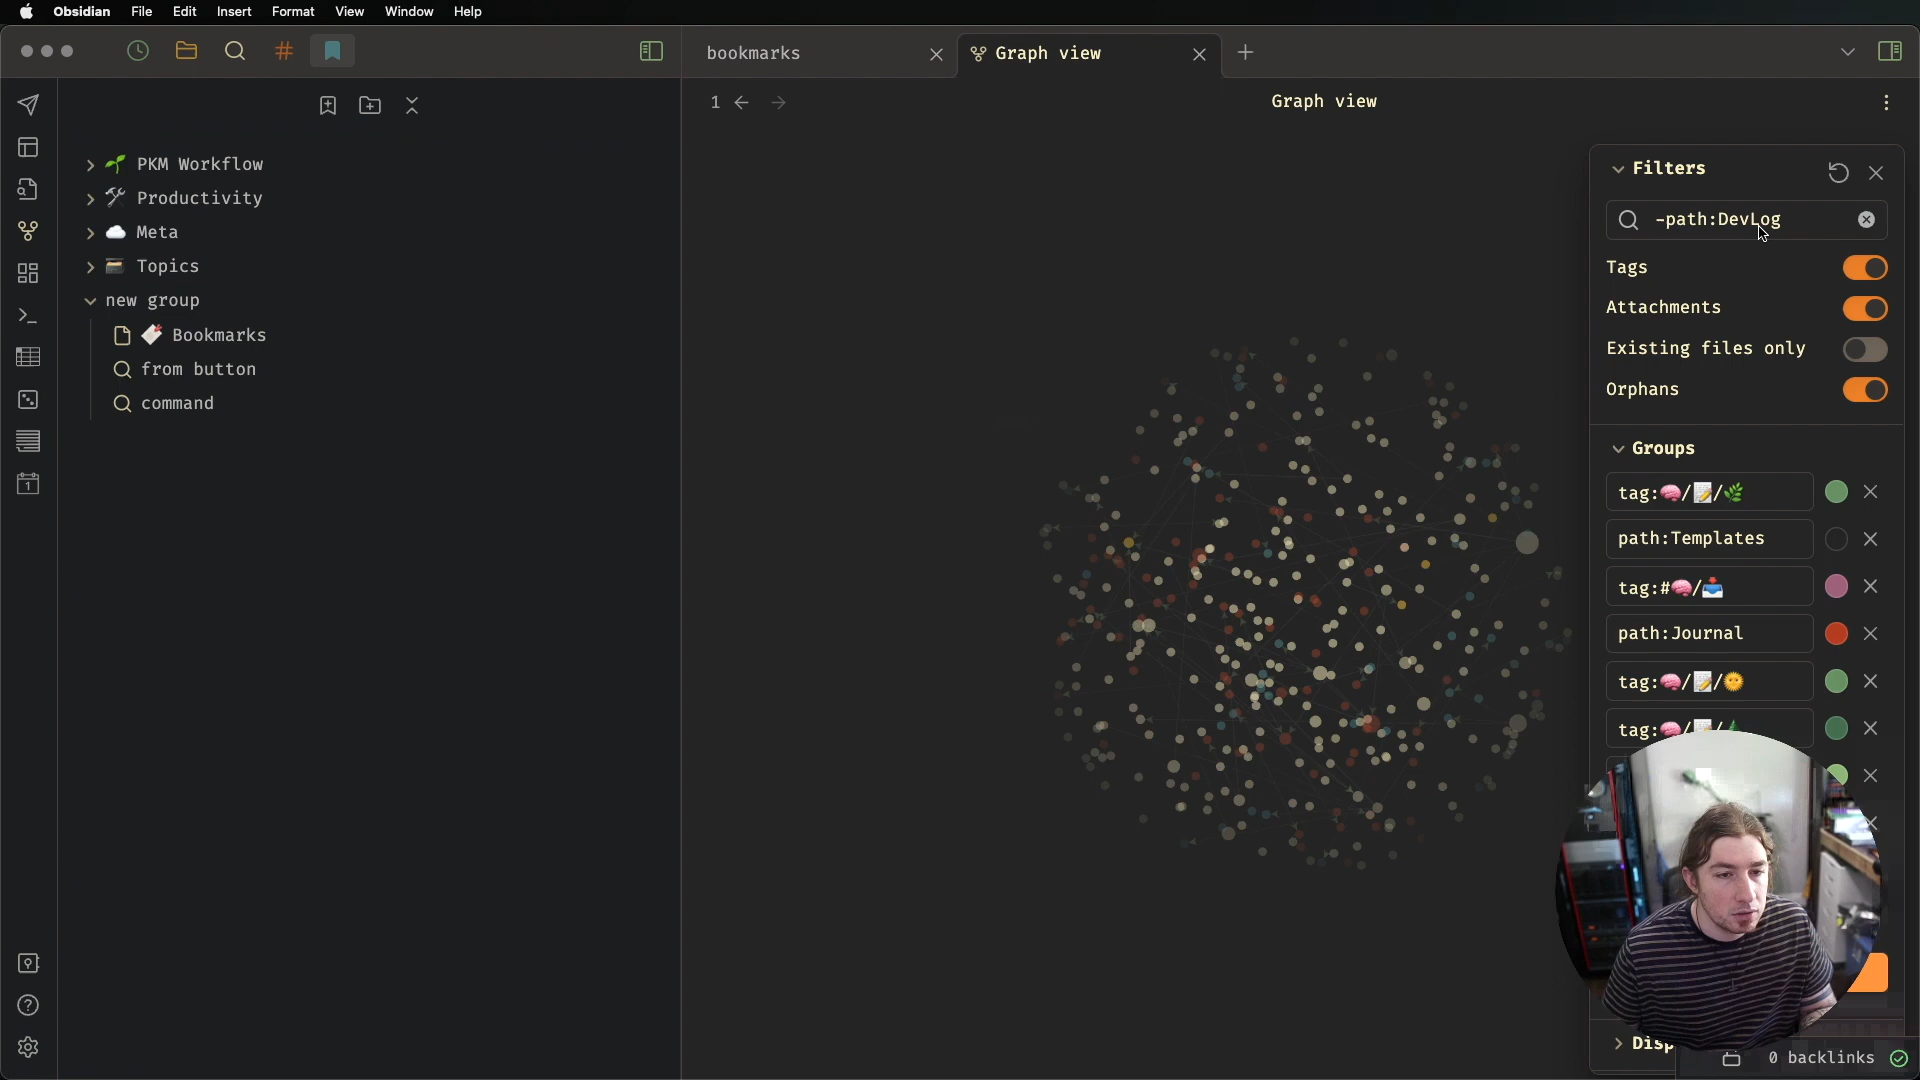 Obsidian File Edit Insert Format View Window Help
bookmarks
Graph view
1
Graph view
PKM Workflow
Productivity
Meta
Topics
new group
Bookmarks
from button
command
Filters
-path:DevLog
Tags
Attachments
Existing files only
Orphans
Groups
tag:🧠/📝/🌿
path:Templates
tag:#🧠/📥
path:Journal
tag:🧠/📝/🌞
tag:🧠/📝/🌲
0 backlinks